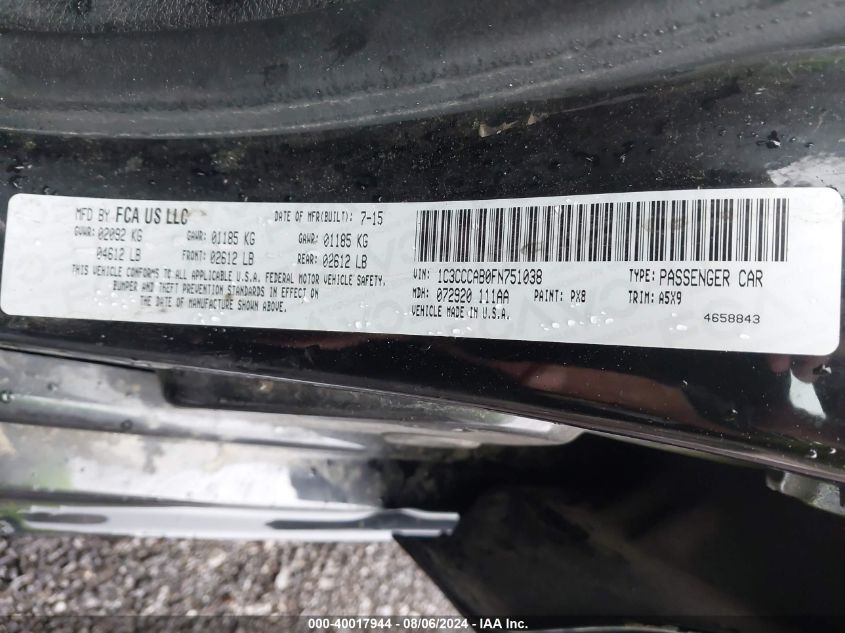 MFD BY FCA US LLC DATE OF MFR(BUILT): 7-15
GVWR: 02092 KG GAWR: 01185 KG GAWR: 01185 KG
04612 LB FRONT: 02612 LB REAR: 02612 LB
THIS VEHICLE CONFORMS TO ALL APPLICABLE U.S.A. FEDERAL MOTOR VEHICLE SAFETY,
BUMPER AND THEFT PREVENTION STANDARDS IN EFFECT ON
THE DATE OF MANUFACTURE SHOWN ABOVE.
VIN: 1C3CCCAB0FN751038 TYPE: PASSENGER CAR
MDH: 072920 111AA PAINT: PX8 TRIM: A5X9
VEHICLE MADE IN U.S.A. 4658843
000-40017944 - 08/06/2024 - IAA Inc.